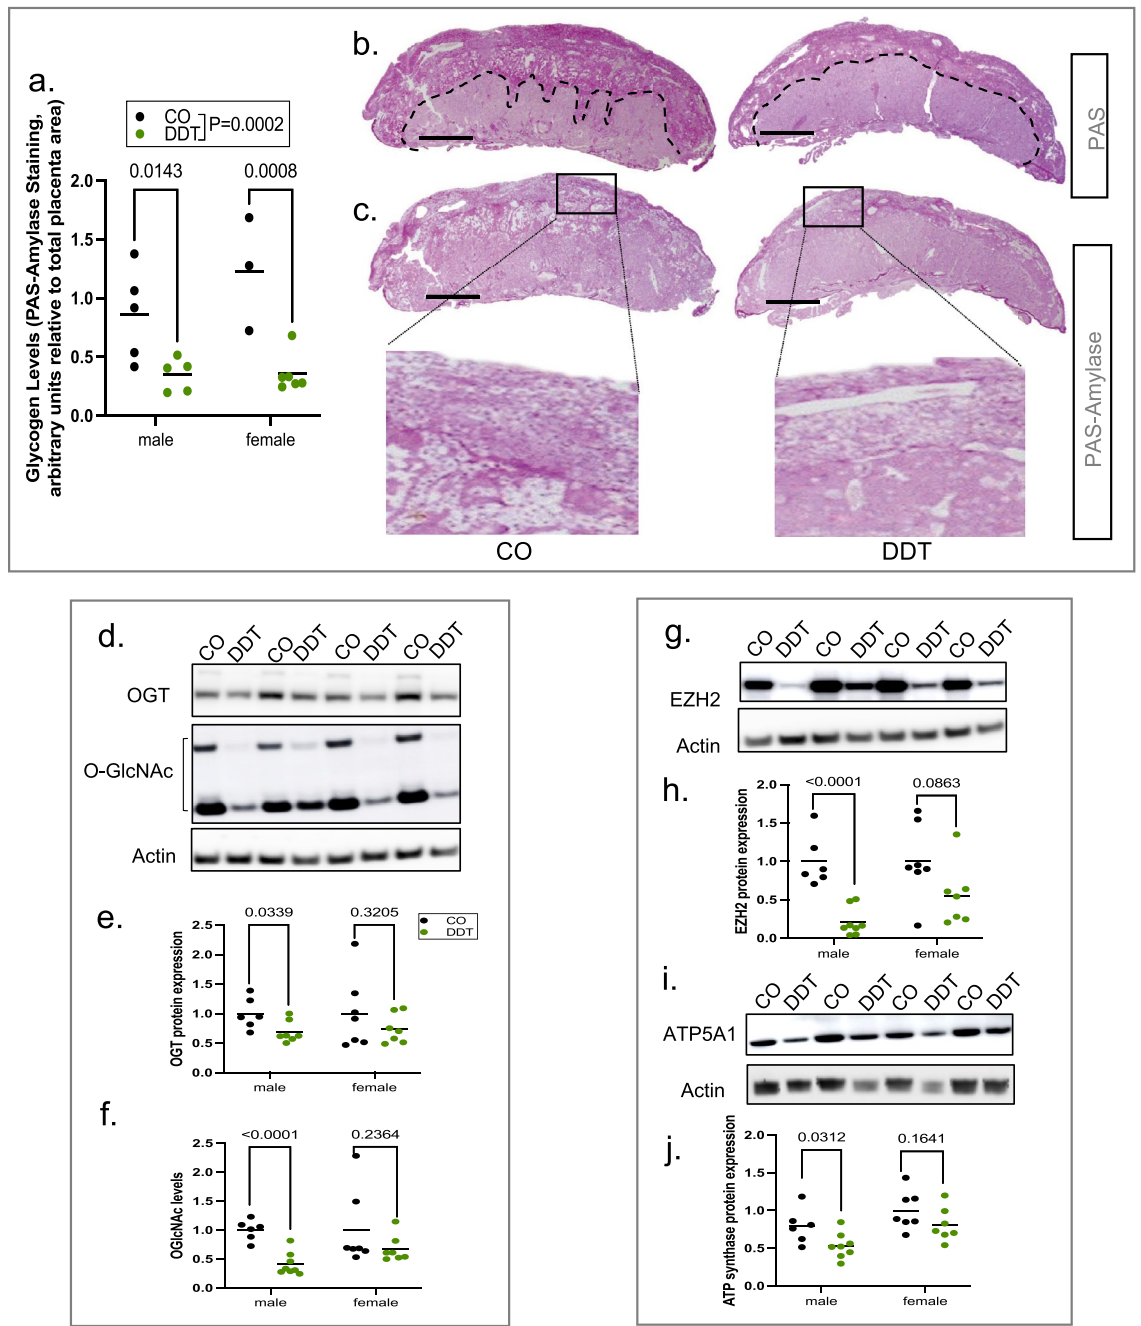 a.
Glycogen Levels (PAS-Amylase Staining,
arbitrary units relative to total placenta area)
CO
DDT
P=0.0002
0.0143
0.0008
2.0
1.5
1.0
0.5
0.0
male
female
b.
PAS
c.
PAS-Amylase
CO
DDT
d.
CO DDT CO DDT CO DDT CO DDT
OGT
O-GlcNAc
Actin
e.
OGT protein expression
0.0339
0.3205
CO
DDT
2.5
2.0
1.5
1.0
0.5
0.0
male
female
f.
OGlcNAc levels
<0.0001
0.2364
2.5
2.0
1.5
1.0
0.5
0.0
male
female
g.
CO DDT CO DDT CO DDT CO DDT
EZH2
Actin
h.
EZH2 protein expression
<0.0001
0.0863
2.0
1.5
1.0
0.5
0.0
male
female
i.
CO DDT CO DDT CO DDT CO DDT
ATP5A1
Actin
j.
ATP synthase protein expression
0.0312
0.1641
2.0
1.5
1.0
0.5
0.0
male
female